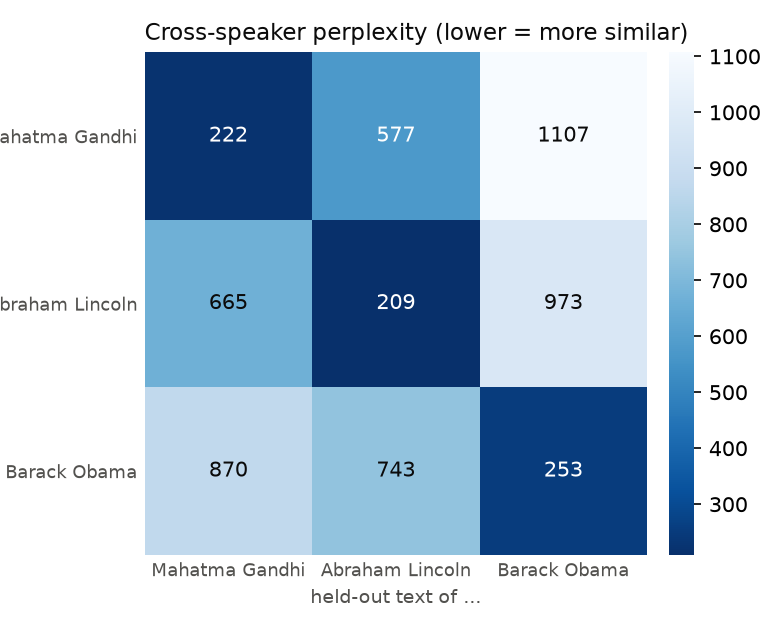 Cross-speaker perplexity (lower = more similar)
ahatma Gandhi 222 577 1107
braham Lincoln 665 209 973
Barack Obama 870 743 253
Mahatma Gandhi Abraham Lincoln Barack Obama
held-out text of ...
1100
1000
900
800
700
600
500
400
300